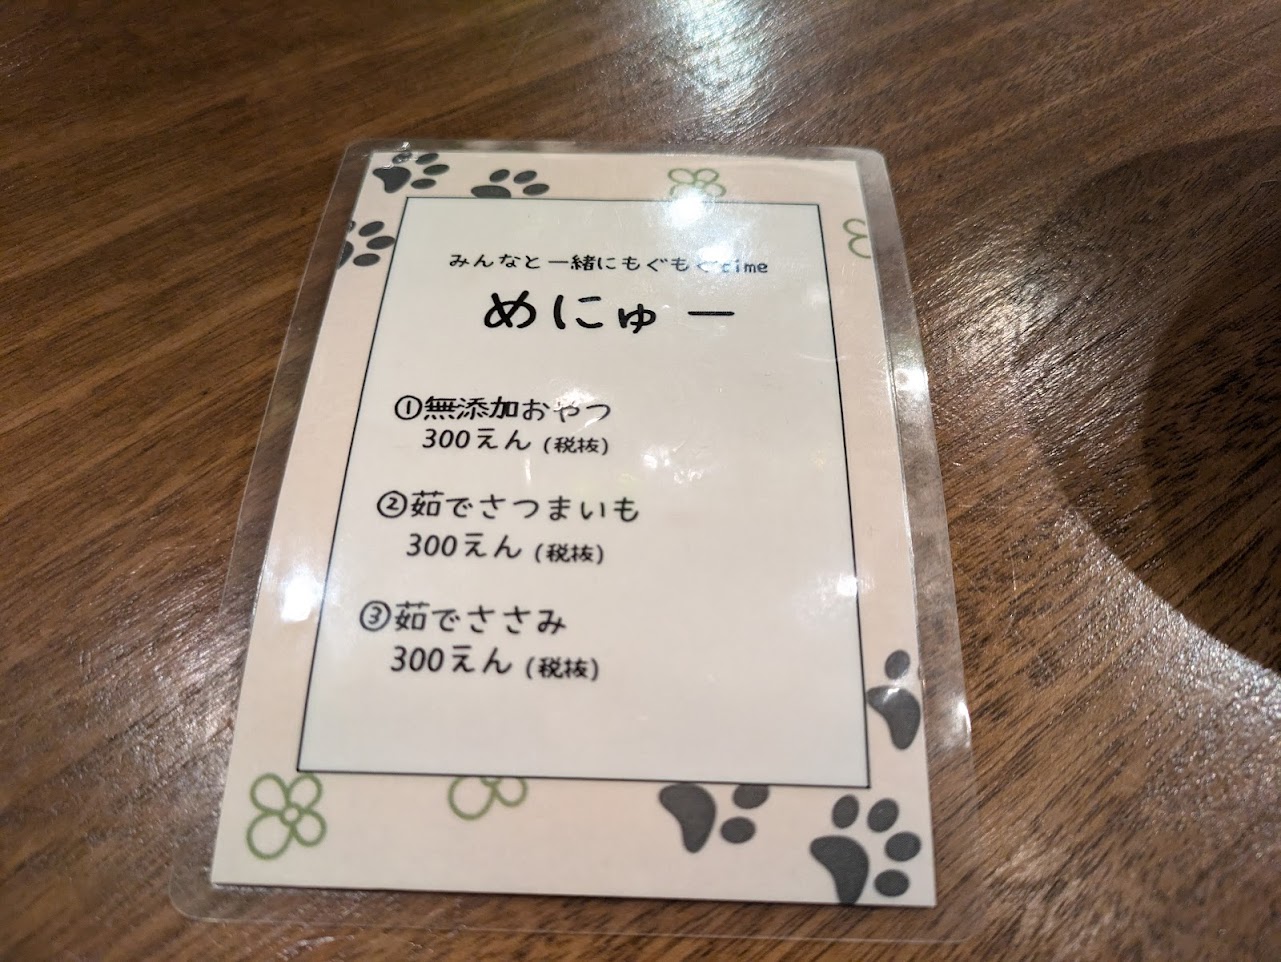 みんなと一緒にもぐもぐtime
めにゅー
①無添加おやつ
300えん (税抜)
②茹でさつまいも
300えん (税抜)
③茹でささみ
300えん (税抜)